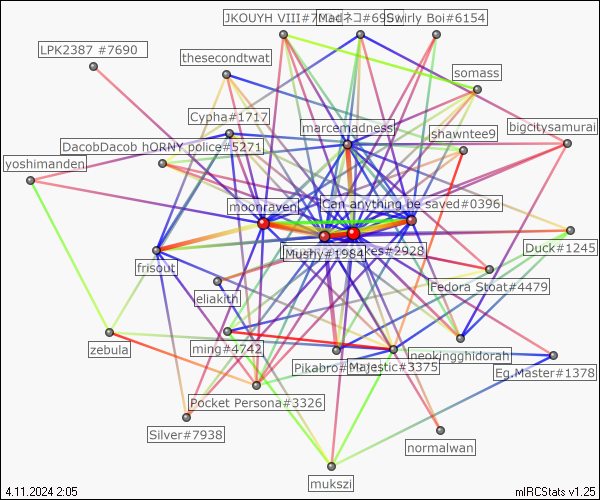 JKOUYH VIII#7
Mad ネコ#69
Swirly Boi#6154
LPK2387 #7690
thesecondtwat
somass
Cypha#1717
marcemadness
shawntee9
bigcitysamurai
DacobDacob hORNY police#5271
yoshimanden
moonraven
Can anything be saved#0396
Mushy#1984
kes#2928
Duck#1245
frisout
eliakith
Fedora Stoat#4479
zebula
ming#4742
neokingghidorah
Pikabro#
Majestic#3375
Eg.Master#1378
Pocket Persona#3326
Silver#7938
normalwan
mukszi
4.11.2024 2:05
mIRCStats v1.25